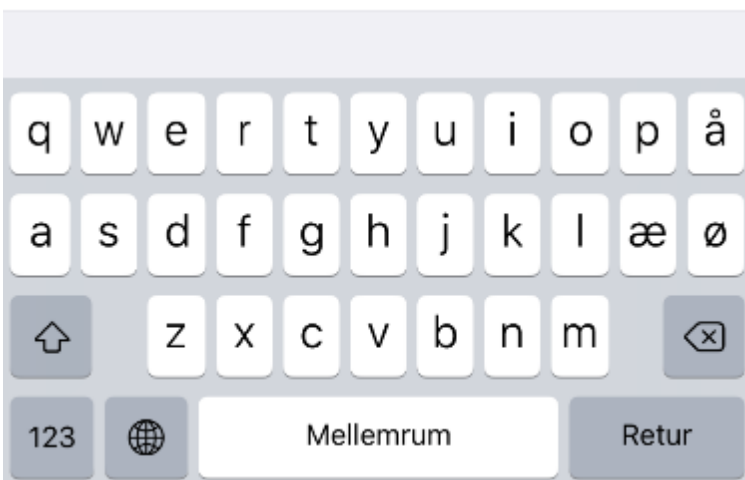 q w e r t y u i o p å
a s d f g h j k l æ ø
z x c v b n m
123 Mellemrum Retur